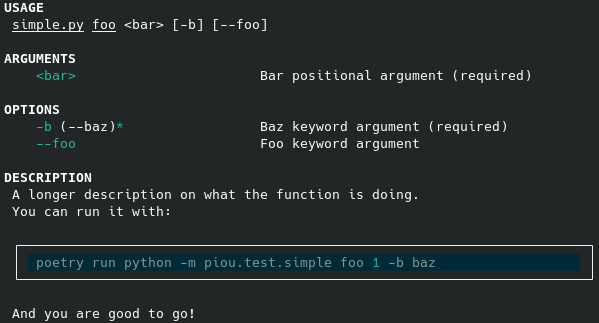 USAGE
simple.py foo <bar> [-b] [--foo]
ARGUMENTS
<bar> Bar positional argument (required)
OPTIONS
-b (--baz)* Baz keyword argument (required)
--foo Foo keyword argument
DESCRIPTION
A longer description on what the function is doing.
You can run it with:
poetry run python -m piou.test.simple foo 1 -b baz
And you are good to go!